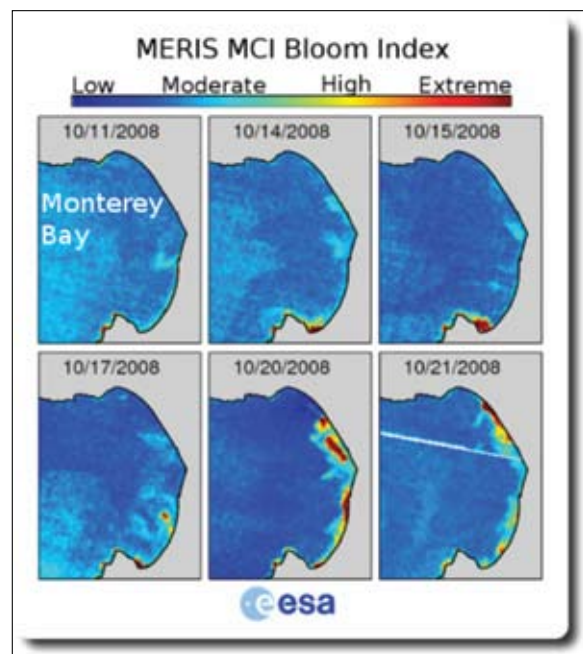 MERIS MCI Bloom Index
Low Moderate High Extreme
10/11/2008 10/14/2008 10/15/2008
Monterey
Bay
10/17/2008 10/20/2008 10/21/2008
esa